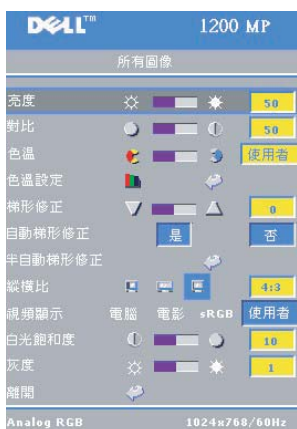 DELL™ 1200 MP
所有圖像
亮度 50
對比 50
色溫 使用者
色溫設定
梯形修正 0
自動梯形修正 是 否
半自動梯形修正
縱橫比 4:3
視頻顯示 電腦 電影 sRGB 使用者
白光飽和度 10
灰度 1
離開
Analog RGB 1024x768/60Hz